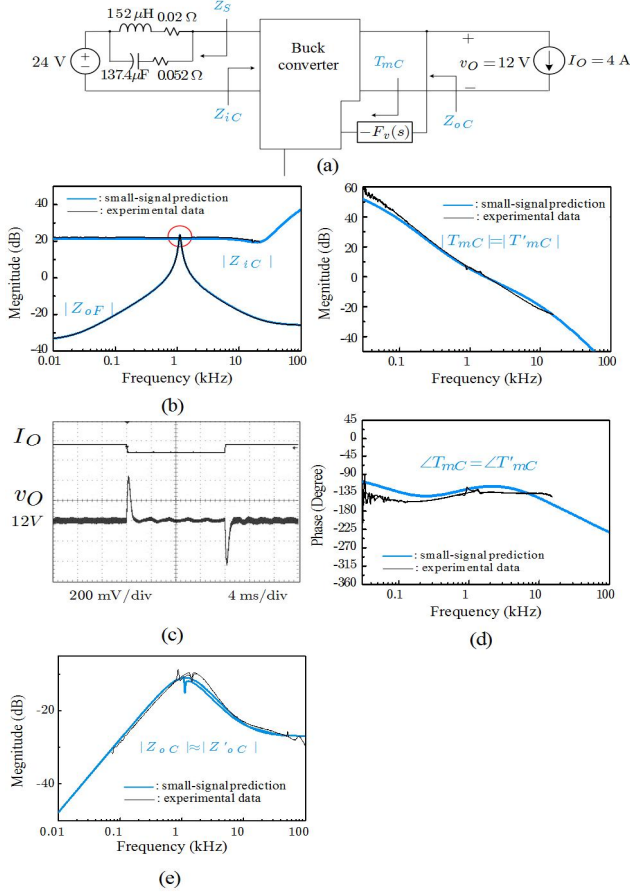 Z_S
152 μH 0.02 Ω
24 V
137.4μF 0.052Ω
Z_iC
Buck
converter
T_mC
v_O = 12 V
I_O = 4 A
Z_oC
−F_v(s)
(a)
Megnitude (dB)
40
20
0
-20
-40
: small-signal prediction
: experimental data
|Z_iC|
|Z_oF|
0.01 0.1 1 10 100
Frequency (kHz)
(b)
Megnitude (dB)
60
40
20
0
-20
-40
: small-signal prediction
: experimental data
|T_mC|=|T'_mC|
0.1 1 10 100
Frequency (kHz)
I_O
v_O
12V
200 mV/div 4 ms/div
(c)
Phase (Degree)
45
0
-45
-90
-135
-180
-225
-270
-315
-360
∠T_mC = ∠T'_mC
: small-signal prediction
: experimental data
0.1 1 10 100
Frequency (kHz)
(d)
Megnitude (dB)
-20
-40
|Z_oC|≈|Z'_oC|
: small-signal prediction
: experimental data
0.01 0.1 1 10 100
Frequency (kHz)
(e)